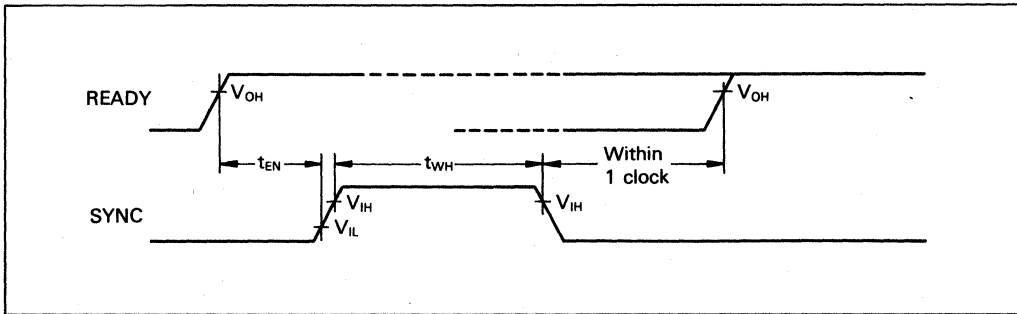 READY
V_OH
V_OH
t_EN
t_WH
Within
1 clock
SYNC
V_IH
V_IL
V_IH